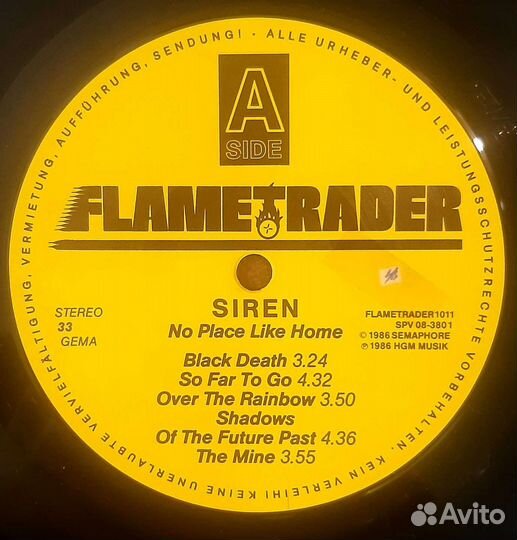 ALLE URHEBER- UND LEISTUNGSSCHUTZRECHTE VORBEHALTEN. KEIN VERLEIH! KEINE UNERLAUBTE VERVIELFÄLTIGUNG, VERMIETUNG, AUFFÜHRUNG, SENDUNG! ·
A
SIDE
FLAMETRADER
STEREO
33
GEMA
SIREN
No Place Like Home
FLAMETRADER 1011
SPV 08-3801
© 1986 SEMAPHORE
℗ 1986 HGM MUSIK
Black Death 3.24
So Far To Go 4.32
Over The Rainbow 3.50
Shadows
Of The Future Past 4.36
The Mine 3.55
Avito